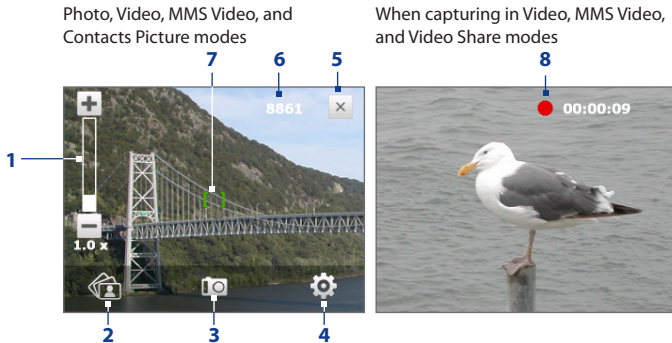 Photo, Video, MMS Video, and
Contacts Picture modes
When capturing in Video, MMS Video,
and Video Share modes
7
6
5
8
8861
00:00:09
1
1.0 x
2
3
4